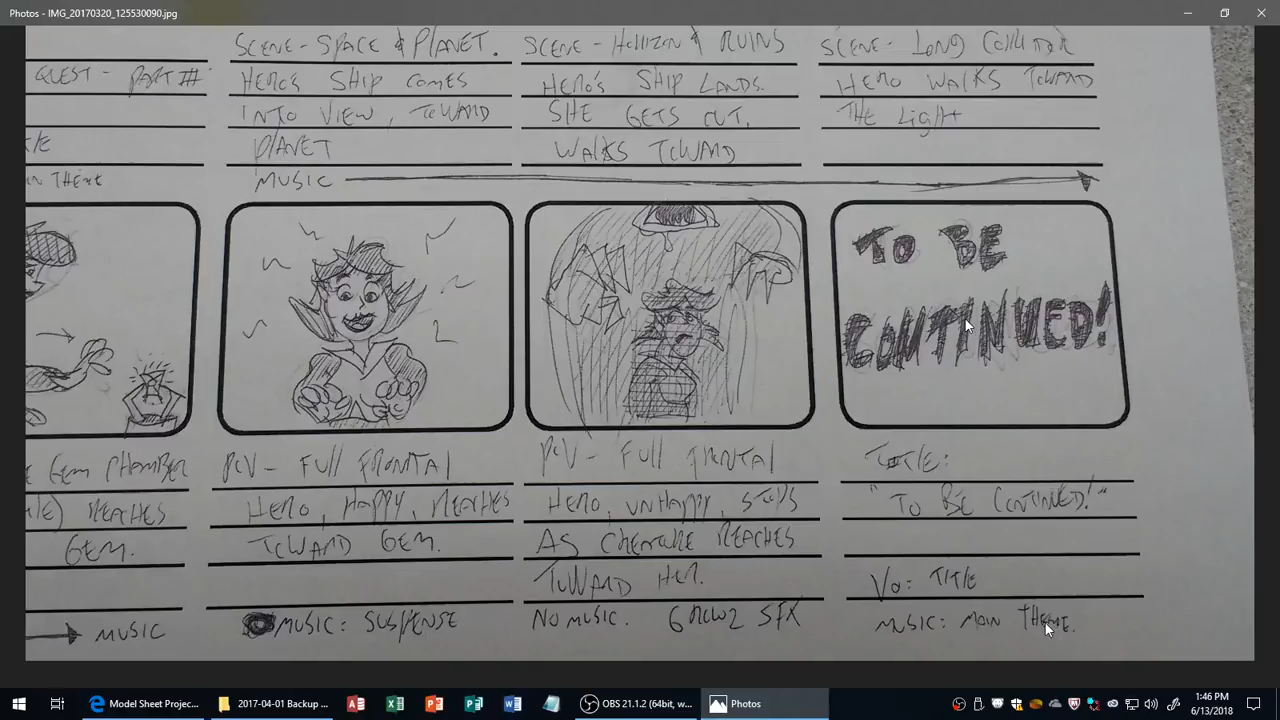 Photos - IMG_20170320_125530090.jpg
QUEST - PART #
IN THEME
SCENE - SPACE & PLANET.
HERO'S SHIP COMES
INTO VIEW, TOWARD
PLANET
MUSIC
SCENE - HORIZON & RUINS
HERO'S SHIP LANDS.
SHE GETS OUT,
WALKS TOWARD
SCENE - LONG CORRIDOR
HERO WALKS TOWARD
THE LIGHT
TO BE
CONTINUED!
GEM CHAMBER
REACHES
GEM.
MUSIC
POV - FULL FRONTAL
HERO, HAPPY, REACHES
TOWARD GEM.
MUSIC: SUSPENSE
POV - FULL FRONTAL
HERO, UNHAPPY, STOPS
AS CREATURE REACHES
TOWARD HER.
NO MUSIC. GROWL SFX
TITLE:
"TO BE CONTINUED!"
VO: TITLE
MUSIC: MAIN THEME.
Model Sheet Projec...
2017-04-01 Backup ...
OBS 21.1.2 (64bit, w...
Photos
1:46 PM
6/13/2018